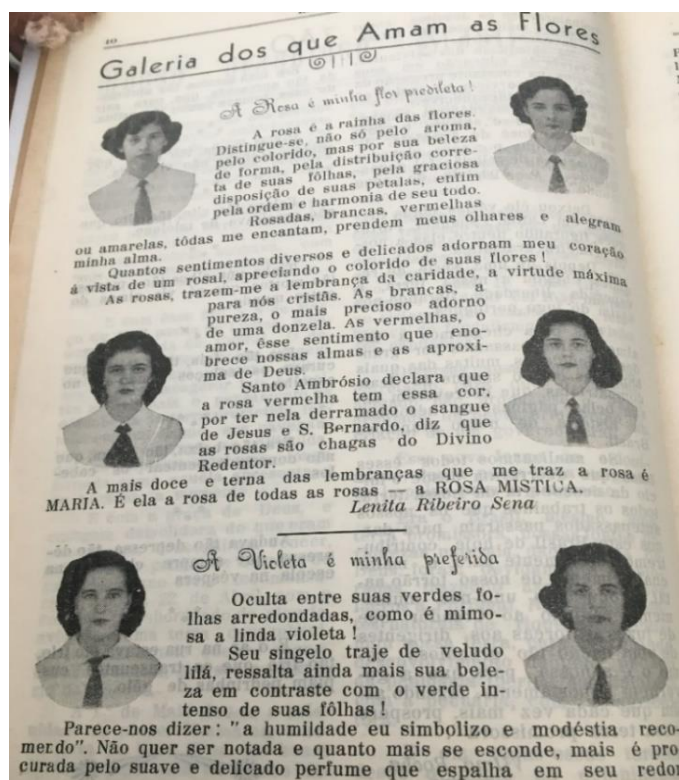 40
Galeria dos que Amam as Flores
A Rosa é minha flor predileta!
A rosa é a rainha das flores.
Distingue-se, não só pelo aroma,
pelo colorido, mas por sua beleza
de forma, pela distribuição corre-
ta de suas fôlhas, pela graciosa
disposição de suas petalas, enfim
pela ordem e harmonia de seu todo.
Rosadas, brancas, vermelhas
ou amarelas, tôdas me encantam, prendem meus olhares e alegram
minha alma.
Quantos sentimentos diversos e delicados adornam meu coração
á vista de um rosal, apreciando o colorido de suas flores!
As rosas, trazem-me a lembrança da caridade, a virtude máxima
para nós cristãs. As brancas, a
pureza, o mais precioso adorno
de uma donzela. As vermelhas, o
amor, êsse sentimento que eno-
brece nossas almas e as aproxi-
ma de Deus.
Santo Ambrósio declara que
a rosa vermelha tem essa cor,
por ter nela derramado o sangue
de Jesus e S. Bernardo, diz que
as rosas são chagas do Divino
Redentor.
A mais doce e terna das lembranças que me traz a rosa é
MARIA. É ela a rosa de todas as rosas — a ROSA MISTICA.
Lenita Ribeiro Sena
A Violeta é minha preferida
Oculta entre suas verdes fo-
lhas arredondadas, como é mimo-
sa a linda violeta!
Seu singelo traje de veludo
lilá, ressalta ainda mais sua bele-
za em contraste com o verde in-
tenso de suas fôlhas!
Parece-nos dizer: "a humildade eu simbolizo e modéstia reco-
mendo". Não quer ser notada e quanto mais se esconde, mais é pro-
curada pelo suave e delicado perfume que espalha em seu redor